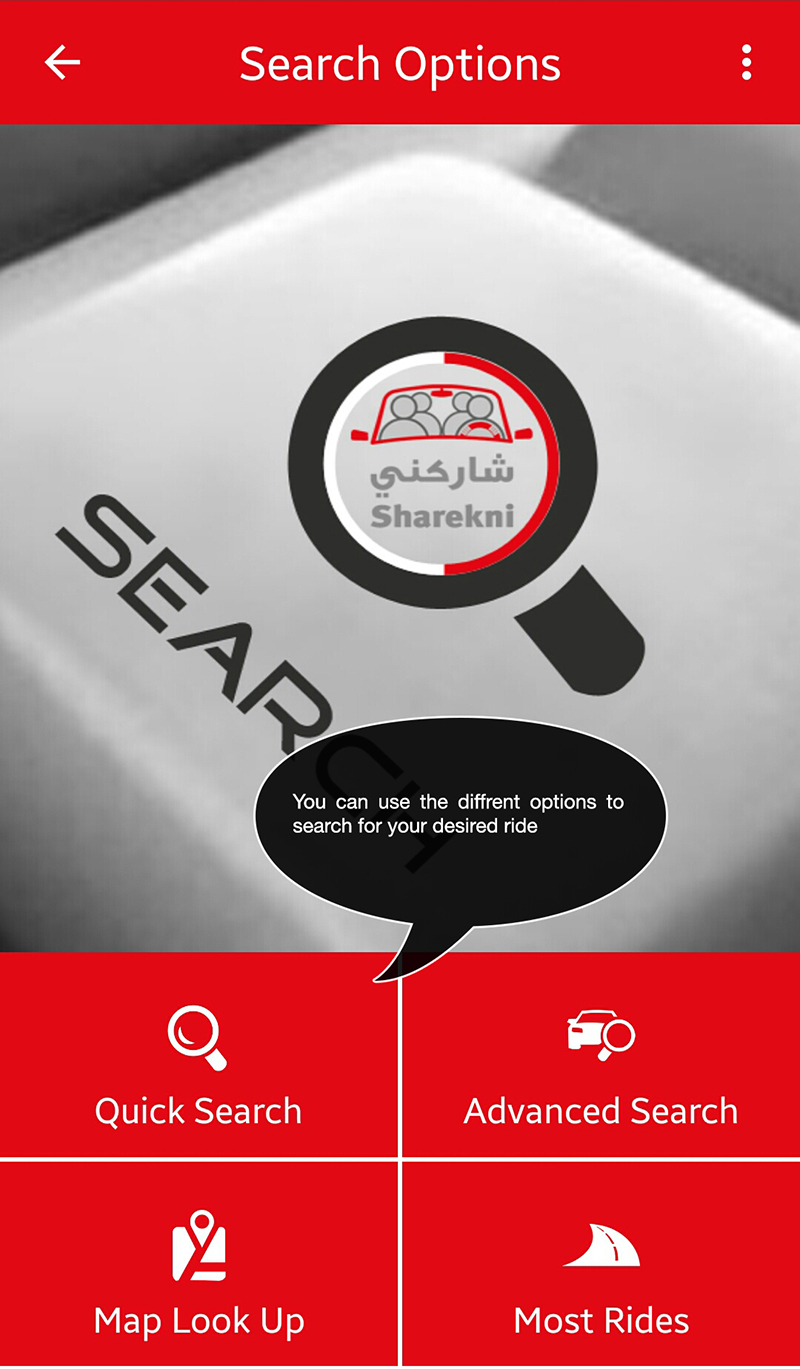 Search Options
شاركني
Sharekni
SEARCH
You can use the diffrent options to
search for your desired ride
Quick Search
Advanced Search
Map Look Up
Most Rides